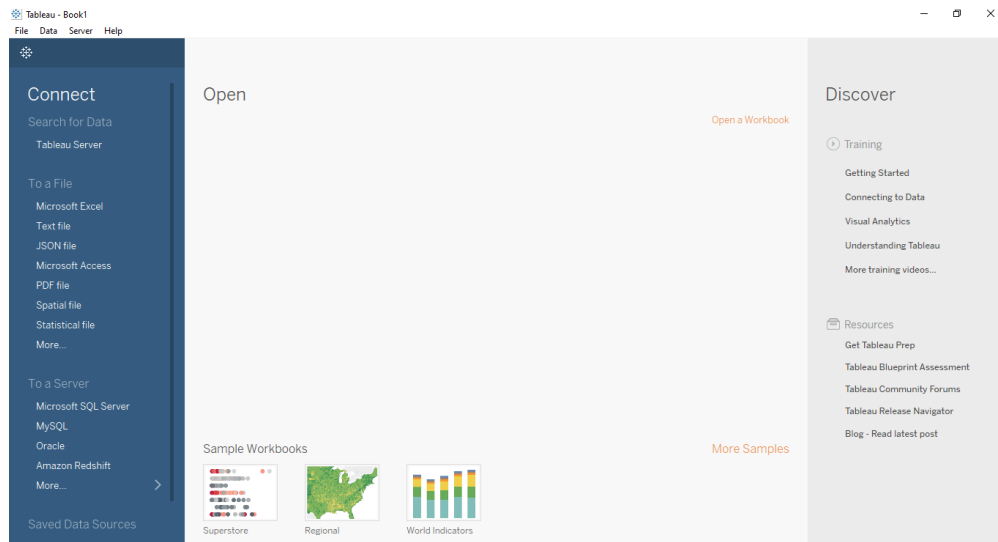 Tableau - Book1
File Data Server Help
Connect
Search for Data
Tableau Server
To a File
Microsoft Excel
Text file
JSON file
Microsoft Access
PDF file
Spatial file
Statistical file
More...
To a Server
Microsoft SQL Server
MySQL
Oracle
Amazon Redshift
More...
Saved Data Sources
Open
Open a Workbook
Sample Workbooks
More Samples
Superstore
Regional
World Indicators
Discover
Training
Getting Started
Connecting to Data
Visual Analytics
Understanding Tableau
More training videos...
Resources
Get Tableau Prep
Tableau Blueprint Assessment
Tableau Community Forums
Tableau Release Navigator
Blog - Read latest post